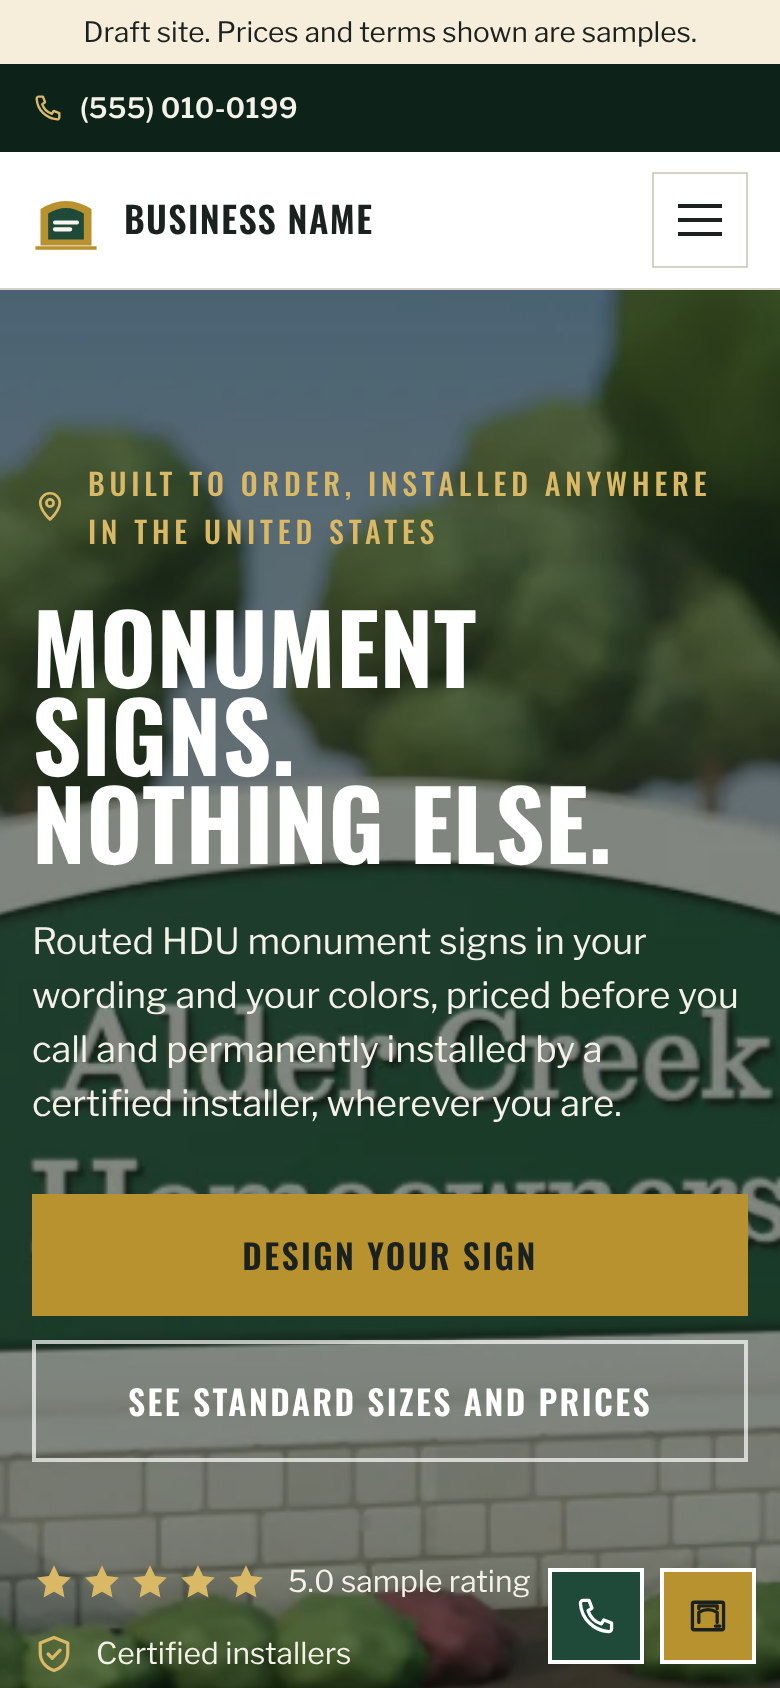 Draft site. Prices and terms shown are samples.
(555) 010-0199
BUSINESS NAME
BUILT TO ORDER, INSTALLED ANYWHERE
IN THE UNITED STATES
MONUMENT
SIGNS.
NOTHING ELSE.
Routed HDU monument signs in your
wording and your colors, priced before you
call and permanently installed by a
certified installer, wherever you are.
Alder Creek
Homeowners
DESIGN YOUR SIGN
SEE STANDARD SIZES AND PRICES
5.0 sample rating
Certified installers